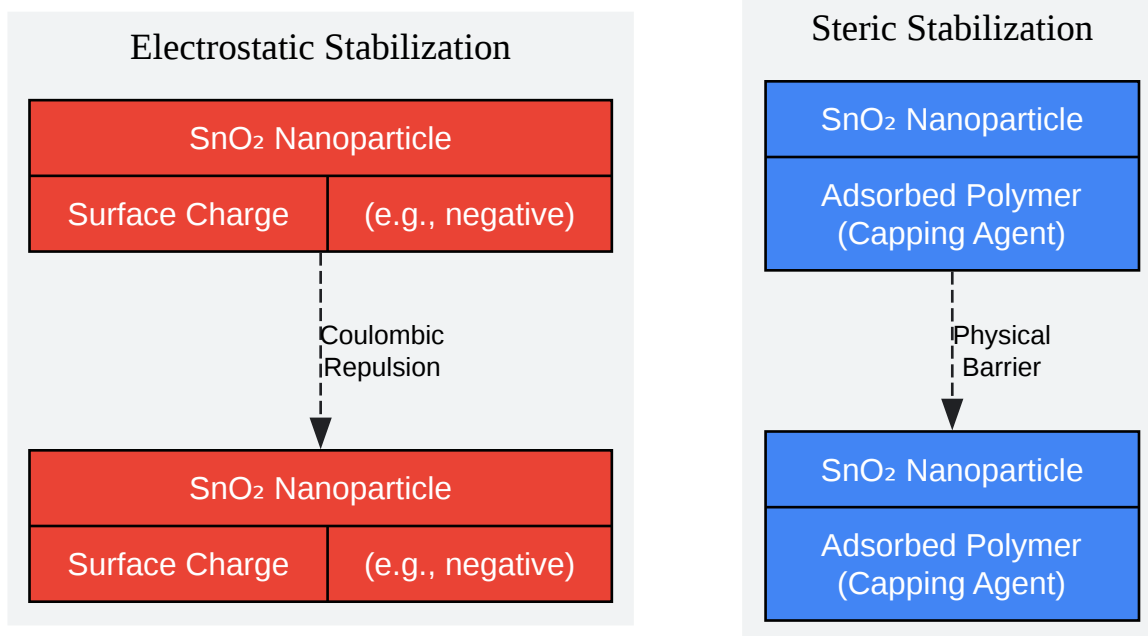 Electrostatic Stabilization
SnO₂ Nanoparticle
Surface Charge
(e.g., negative)
Coulombic
Repulsion
SnO₂ Nanoparticle
Surface Charge
(e.g., negative)
Steric Stabilization
SnO₂ Nanoparticle
Adsorbed Polymer
(Capping Agent)
Physical
Barrier
SnO₂ Nanoparticle
Adsorbed Polymer
(Capping Agent)